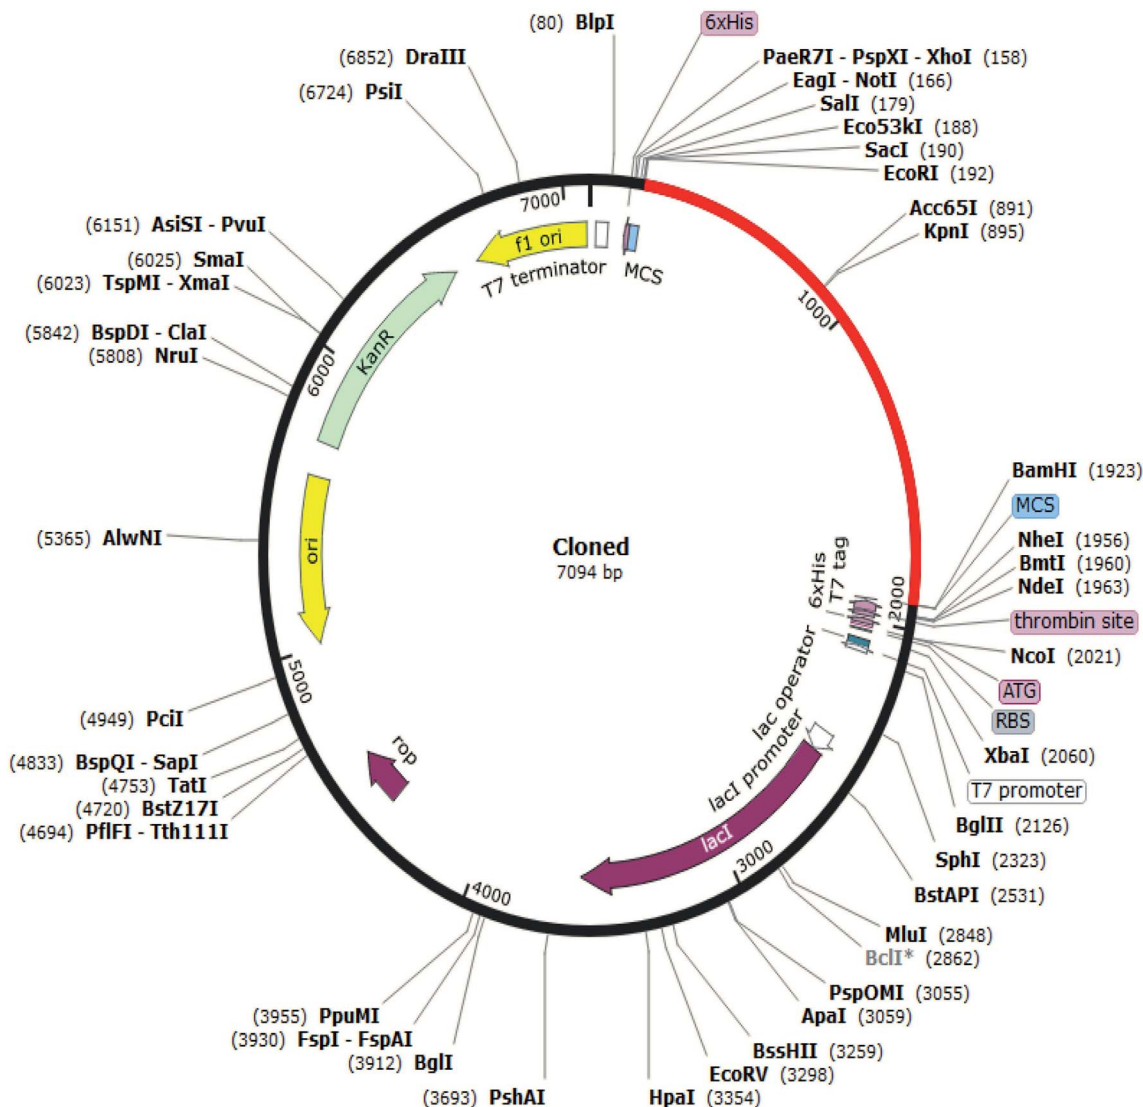 (80) BlpI
6xHis
(6852) DraIII
(6724) PsiI
PaeR7I - PspXI - XhoI (158)
EagI - NotI (166)
SalI (179)
Eco53kI (188)
SacI (190)
EcoRI (192)
Acc65I (891)
KpnI (895)
(6151) AsiSI - PvuI
(6025) SmaI
(6023) TspMI - XmaI
(5842) BspDI - ClaI
(5808) NruI
7000
f1 ori
T7 terminator
MCS
1000
KanR
6000
BamHI (1923)
MCS
NheI (1956)
BmtI (1960)
NdeI (1963)
thrombin site
NcoI (2021)
ATG
RBS
XbaI (2060)
T7 promoter
BglII (2126)
SphI (2323)
BstAPI (2531)
(5365) AlwNI
ori
Cloned
7094 bp
6xHis
T7 tag
2000
lac operator
lacI promoter
lacI
5000
rop
(4949) PciI
(4833) BspQI - SapI
(4753) TatI
(4720) BstZ17I
(4694) PflFI - Tth111I
4000
3000
MluI (2848)
BclI* (2862)
PspOMI (3055)
ApaI (3059)
BssHII (3259)
EcoRV (3298)
HpaI (3354)
(3955) PpuMI
(3930) FspI - FspAI
(3912) BglI
(3693) PshAI